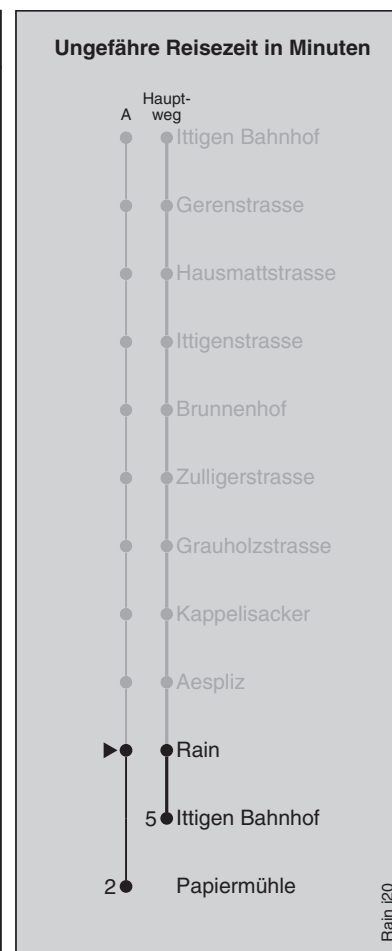 Ungefähre Reisezeit in Minuten
A
Haupt-
weg
Ittigen Bahnhof
Gerenstrasse
Hausmattstrasse
Ittigenstrasse
Brunnenhof
Zulligerstrasse
Grauholzstrasse
Kappelisacker
Aespliz
Rain
5 Ittigen Bahnhof
2 Papiermühle
Rain j20